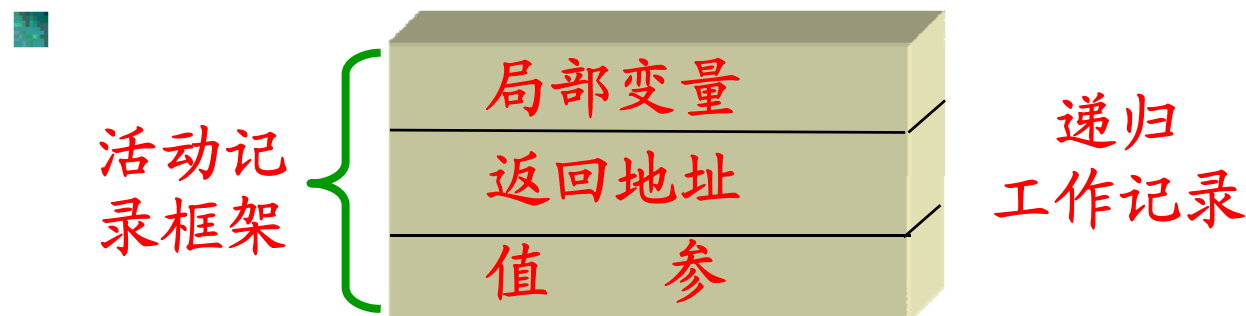 活动记
录框架
局部变量
返回地址
值 参
递归
工作记录